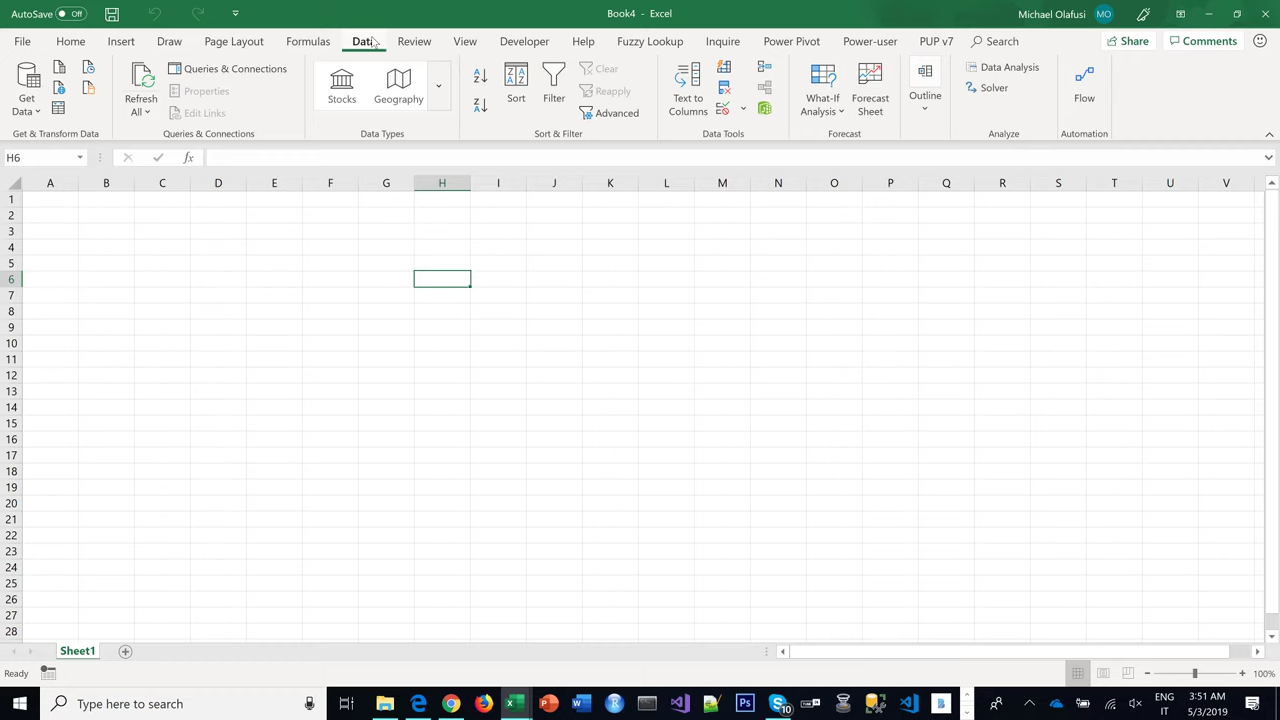 AutoSave Off Book4 - Excel Michael Olafusi MO
File Home Insert Draw Page Layout Formulas Data Review View Developer Help Fuzzy Lookup Inquire Power Pivot Power-user PUP v7 Search Share Comments
Get Data
Refresh All
Queries & Connections
Properties
Edit Links
Stocks
Geography
Sort
Filter
Clear
Reapply
Advanced
Text to Columns
What-If Analysis
Forecast Sheet
Outline
Data Analysis
Solver
Flow
Get & Transform Data Queries & Connections Data Types Sort & Filter Data Tools Forecast Analyze Automation
H6 fx
A B C D E F G H I J K L M N O P Q R S T U V
1
2
3
4
5
6
7
8
9
10
11
12
13
14
15
16
17
18
19
20
21
22
23
24
25
26
27
28
Sheet1
Ready 100%
Type here to search ENG 3:51 AM
IT 5/3/2019